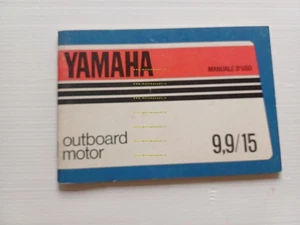 YAMAHA
MANUALE D'USO
outboard
motor
9,9/15